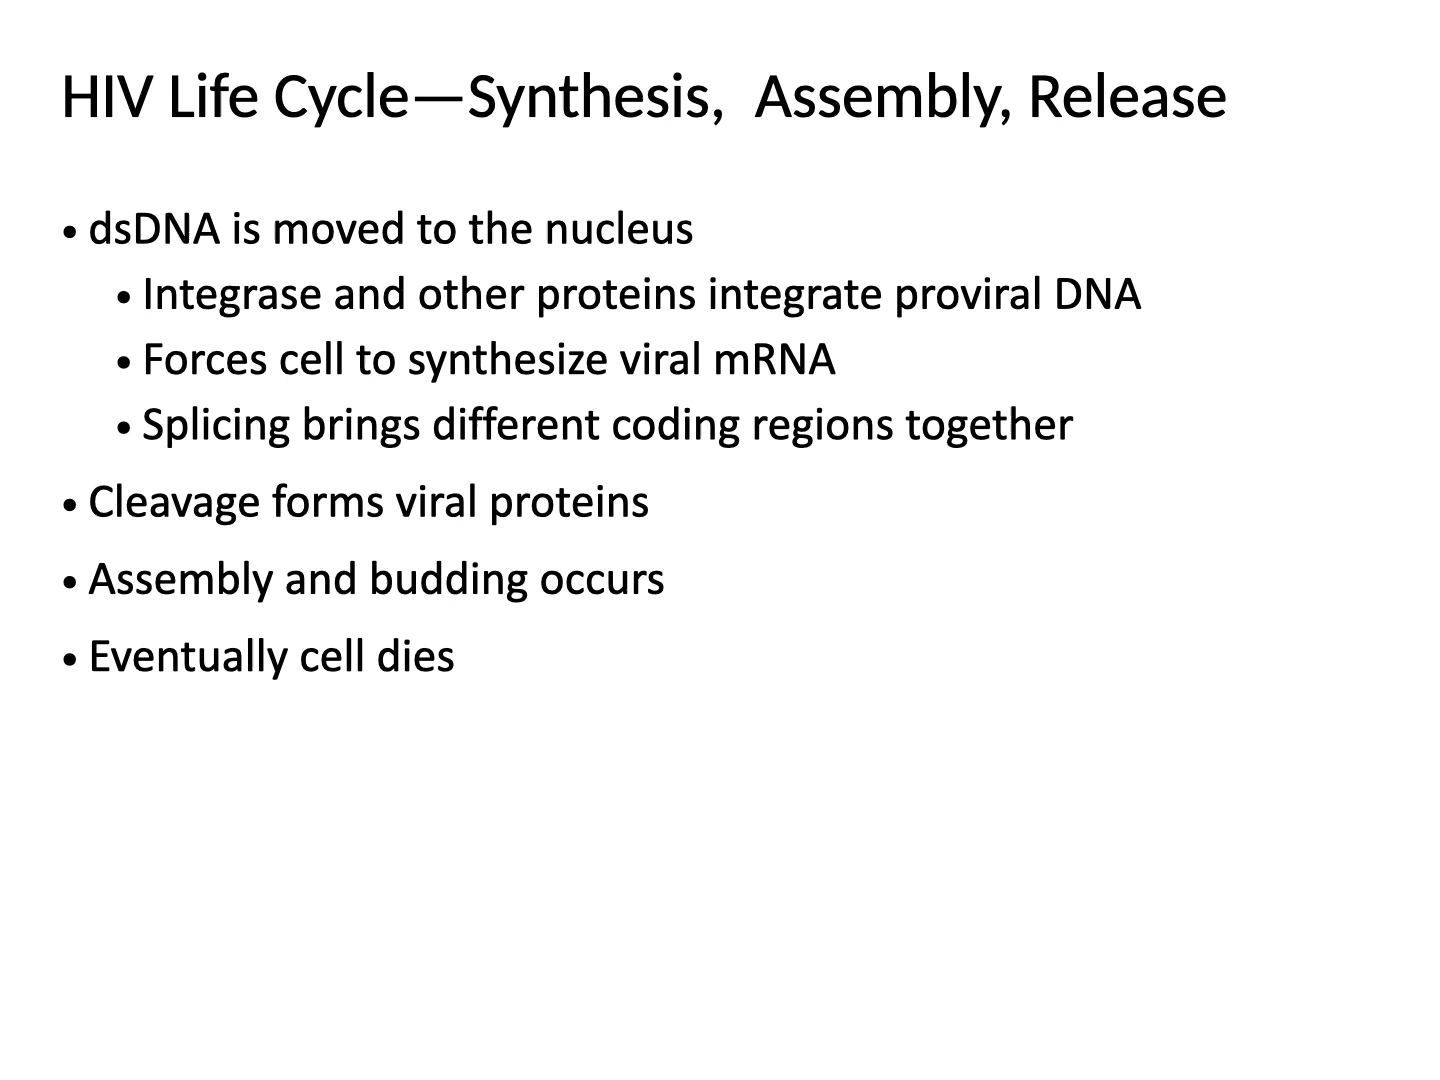 HIV Life Cycle—Synthesis,  Assembly, Release
• dsDNA is moved to the nucleus
• Integrase and other proteins integrate proviral DNA
• Forces cell to synthesize viral mRNA
• Splicing brings different coding regions together
• Cleavage forms viral proteins
• Assembly and budding occurs
• Eventually cell dies